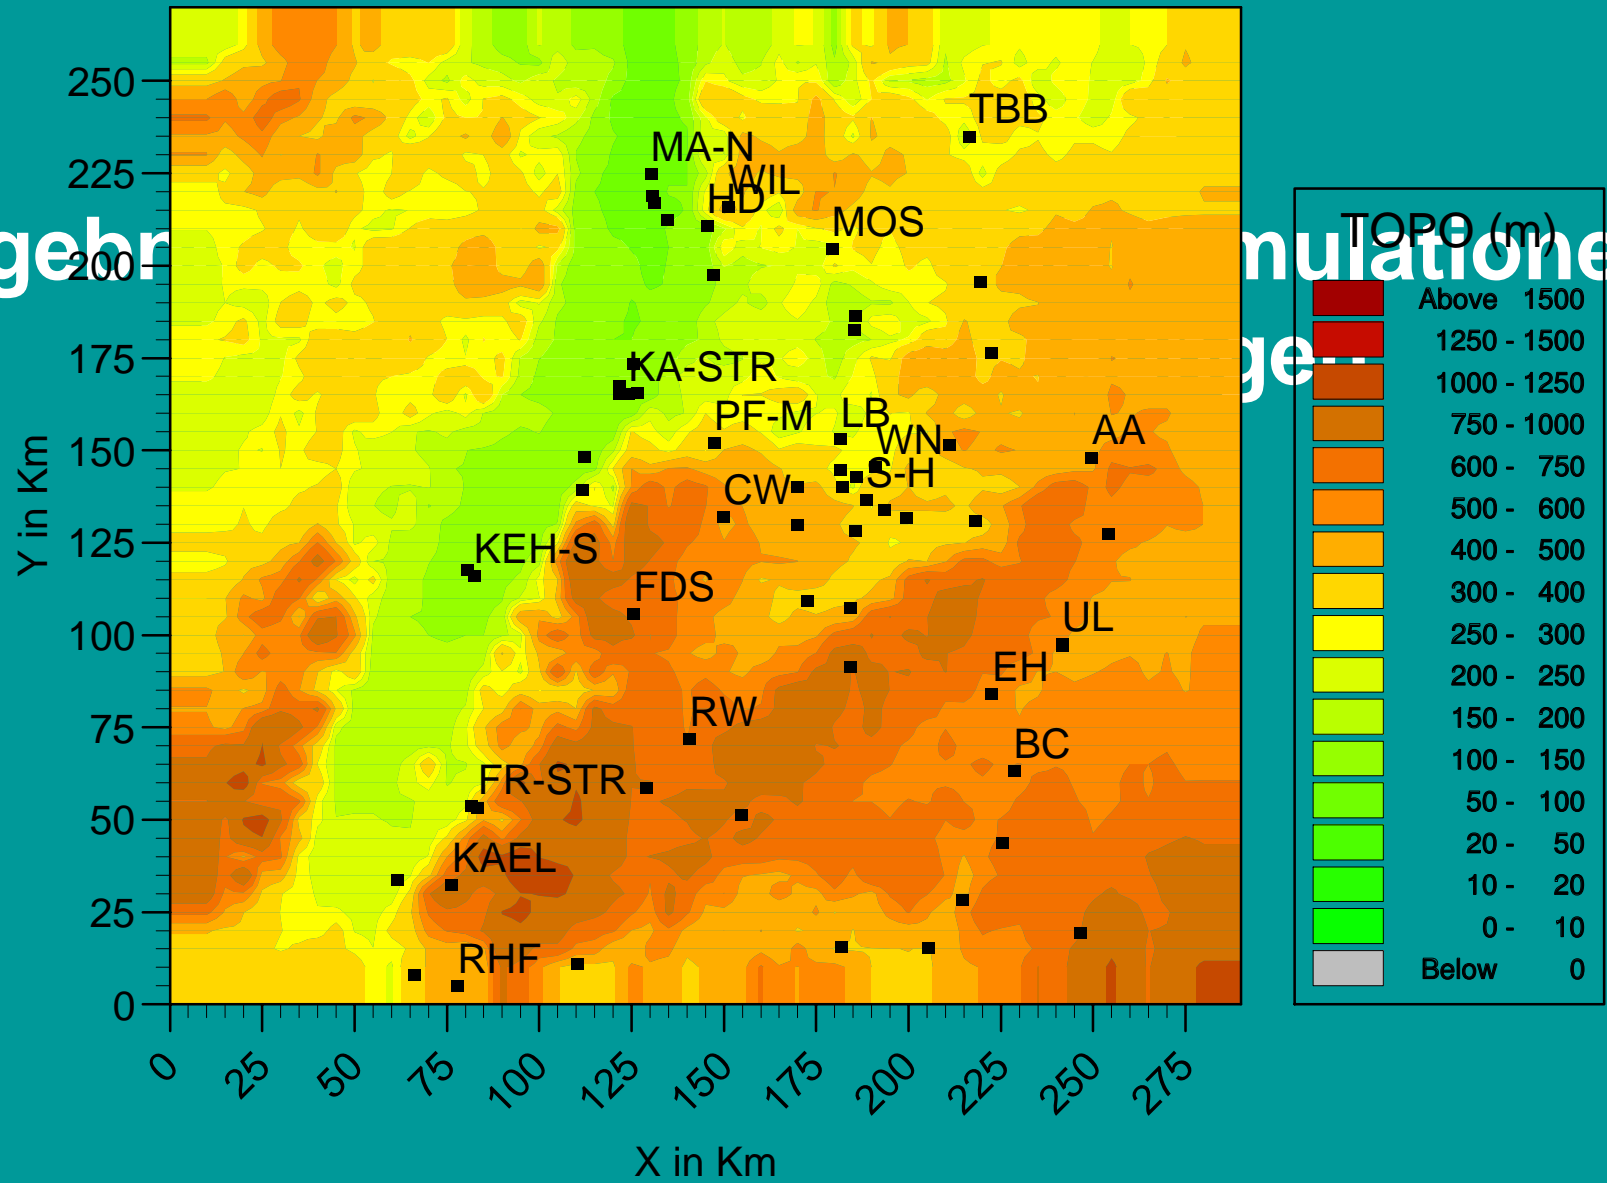 TBB
MA-N
WIL
HD
MOS
KA-STR
PF-M
LB
WN
AA
S-H
CW
KEH-S
FDS
UL
EH
RW
BC
FR-STR
KAEL
RHF
250
225
200
175
150
125
100
75
50
25
0
Y in Km
0 25 50 75 100 125 150 175 200 225 250 275
X in Km
TOPO (m)
Above 1500
1250 - 1500
1000 - 1250
750 - 1000
600 - 750
500 - 600
400 - 500
300 - 400
250 - 300
200 - 250
150 - 200
100 - 150
50 - 100
20 - 50
10 - 20
0 - 10
Below 0